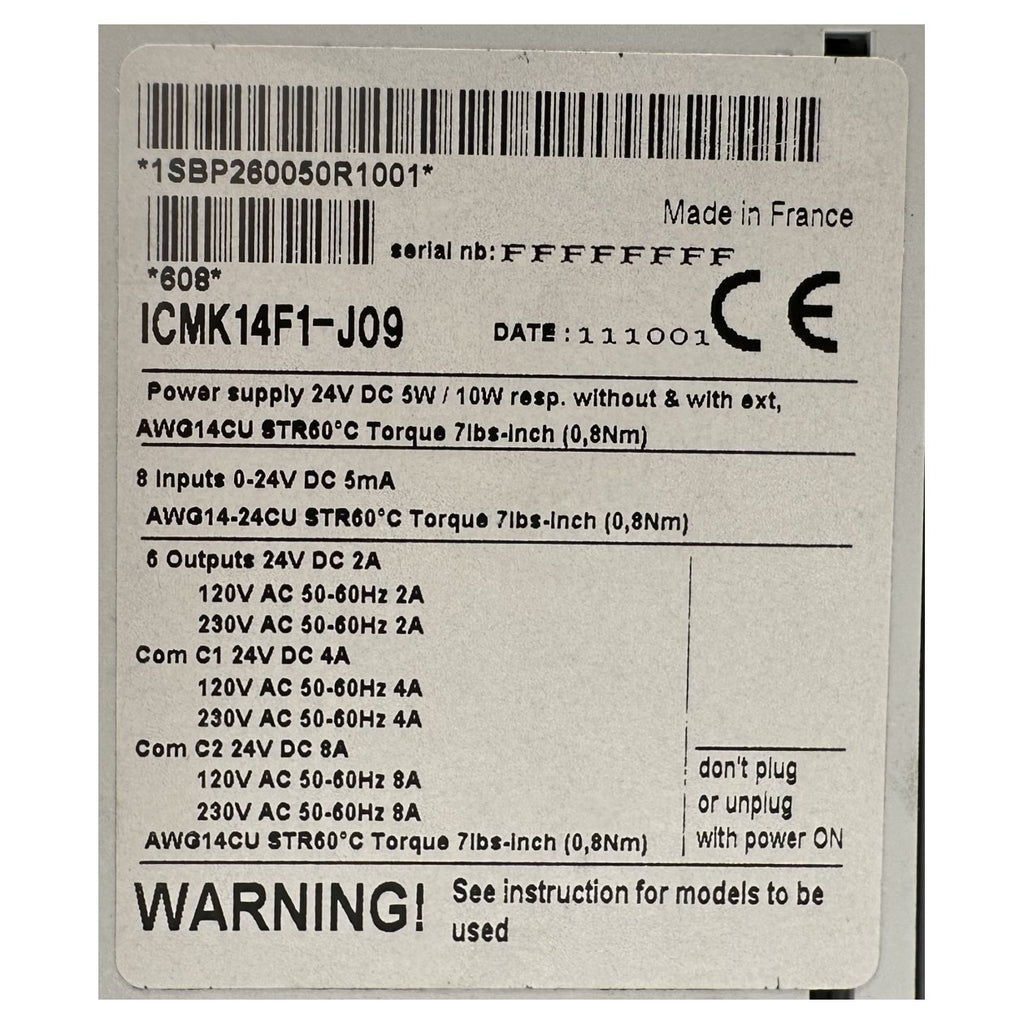 *1SBP260050R1001*
Made in France
serial nb: FFFFFFFF
*608*
CE
ICMK14F1-J09
DATE : 111001
Power supply 24V DC 5W / 10W resp. without & with ext,
AWG14CU STR60°C Torque 7lbs-inch (0,8Nm)
8 Inputs 0-24V DC 5mA
AWG14-24CU STR60°C Torque 7lbs-inch (0,8Nm)
6 Outputs 24V DC 2A
120V AC 50-60Hz 2A
230V AC 50-60Hz 2A
Com C1 24V DC 4A
120V AC 50-60Hz 4A
230V AC 50-60Hz 4A
Com C2 24V DC 8A
120V AC 50-60Hz 8A
230V AC 50-60Hz 8A
AWG14CU STR60°C Torque 7lbs-inch (0,8Nm)
don't plug
or unplug
with power ON
WARNING! See instruction for models to be
used